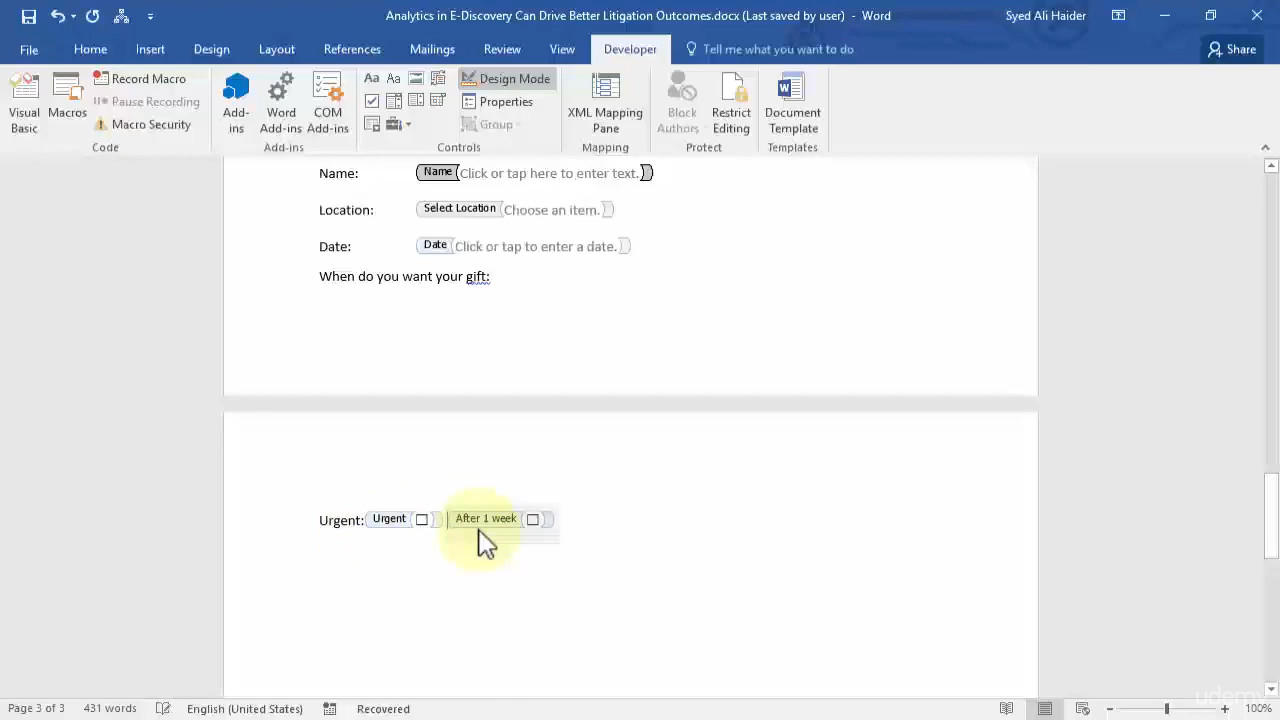 Analytics in E-Discovery Can Drive Better Litigation Outcomes.docx (Last saved by user) - Word
Syed Ali Haider
File Home Insert Design Layout References Mailings Review View Developer Tell me what you want to do Share
Visual Basic
Macros
Record Macro
Pause Recording
Macro Security
Code
Add-ins
Word Add-ins
COM Add-ins
Add-ins
Aa Aa
Design Mode
Properties
Group
Controls
XML Mapping Pane
Mapping
Block Authors
Restrict Editing
Protect
Document Template
Templates
Name: Name Click or tap here to enter text.
Location: Select Location Choose an item.
Date: Date Click or tap to enter a date.
When do you want your gift:
Urgent: Urgent After 1 week
udemy
Page 3 of 3 431 words English (United States) Recovered 100%